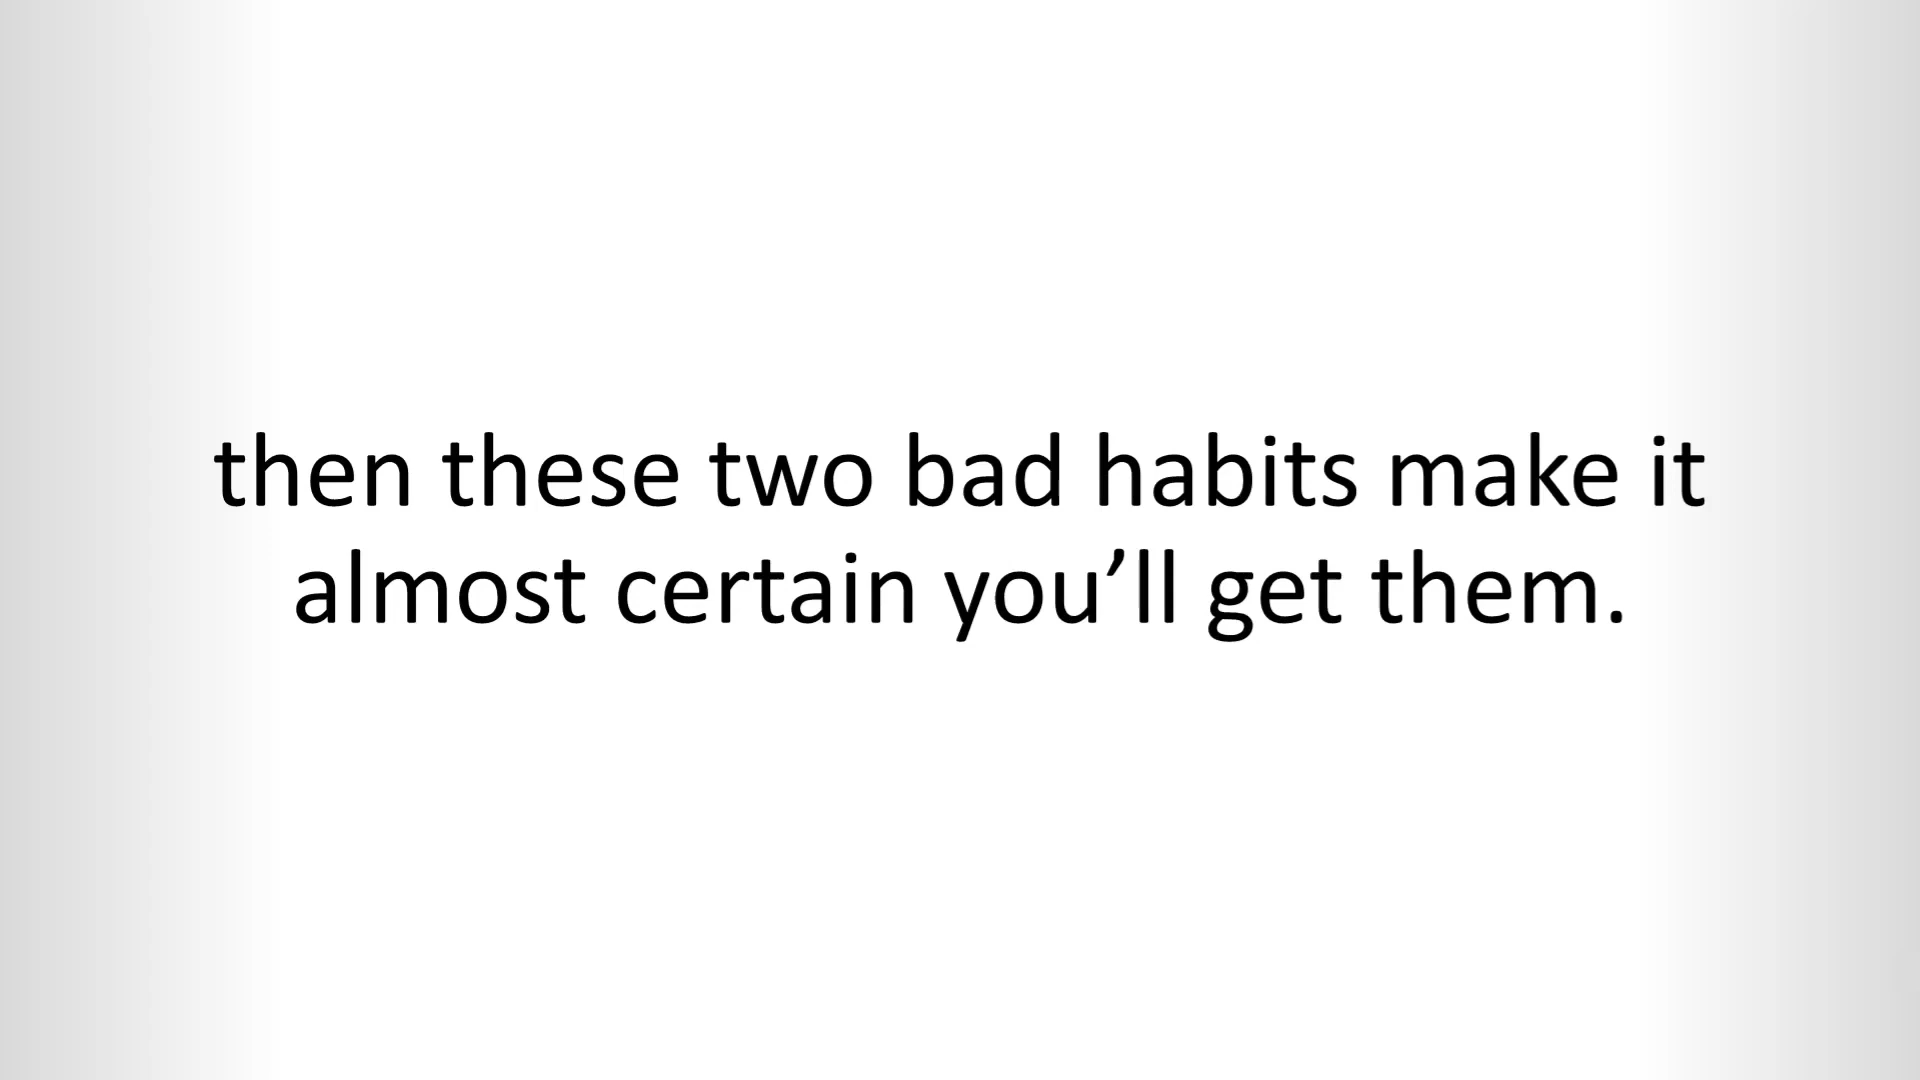 then these two bad habits make it
almost certain you’ll get them.